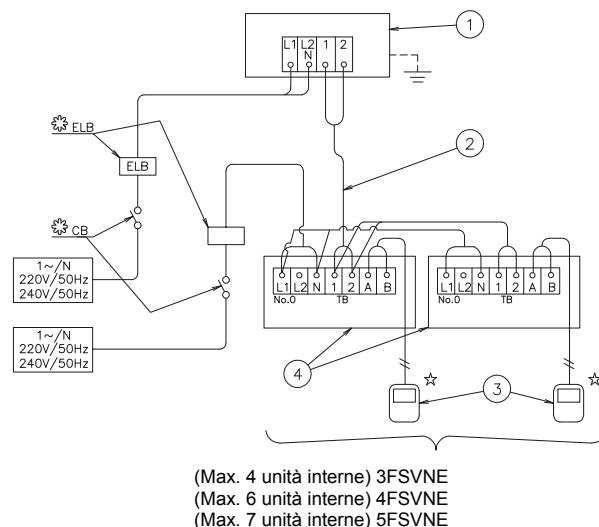 1
L1 L2 N 1 2
ELB
ELB
2
CB
1~/N
220V/50Hz
240V/50Hz
L1 L2 N 1 2 A B
No.0 TB
L1 L2 N 1 2 A B
No.0 TB
1~/N
220V/50Hz
240V/50Hz
4
3
(Max. 4 unità interne) 3FSVNE
(Max. 6 unità interne) 4FSVNE
(Max. 7 unità interne) 5FSVNE